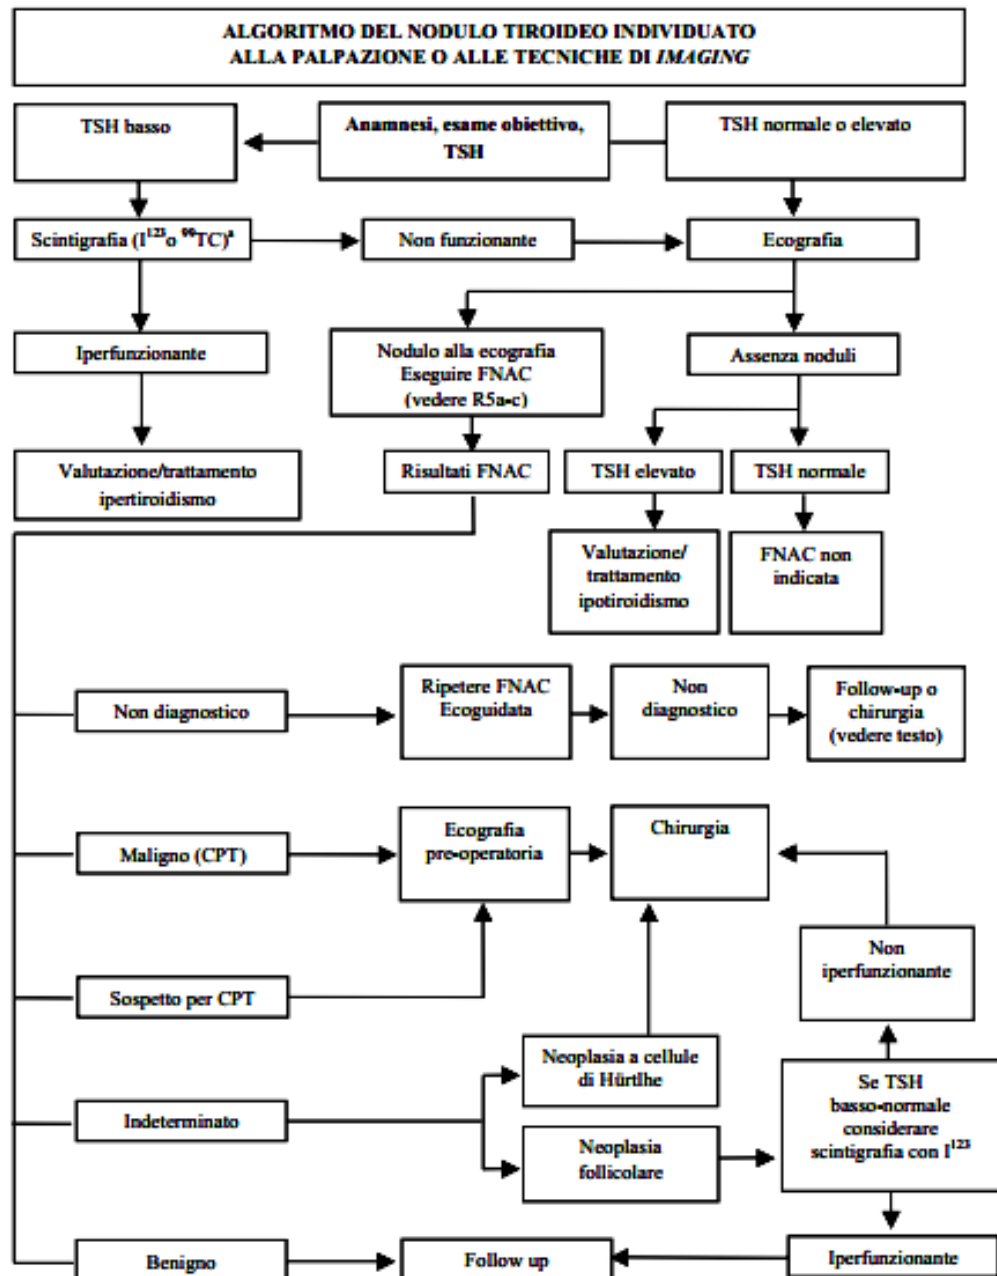 ALGORITMO DEL NODULO TIROIDEO INDIVIDUATO
ALLA PALPAZIONE O ALLE TECNICHE DI IMAGING
TSH basso
Anamnesi, esame obiettivo,
TSH
TSH normale o elevato
Scintigrafia (I¹²³o ⁹⁹TC)ᵃ
Non funzionante
Ecografia
Iperfunzionante
Nodulo alla ecografia
Eseguire FNAC
(vedere R5a-c)
Assenza noduli
Valutazione/trattamento
ipertiroidismo
Risultati FNAC
TSH elevato
TSH normale
Valutazione/
trattamento
ipotiroidismo
FNAC non
indicata
Non diagnostico
Ripetere FNAC
Ecoguidata
Non
diagnostico
Follow-up o
chirurgia
(vedere testo)
Maligno (CPT)
Ecografia
pre-operatoria
Chirurgia
Non
iperfunzionante
Sospetto per CPT
Neoplasia a cellule
di Hürtlhe
Indeterminato
Neoplasia
follicolare
Se TSH
basso-normale
considerare
scintigrafia con I¹²³
Benigno
Follow up
Iperfunzionante